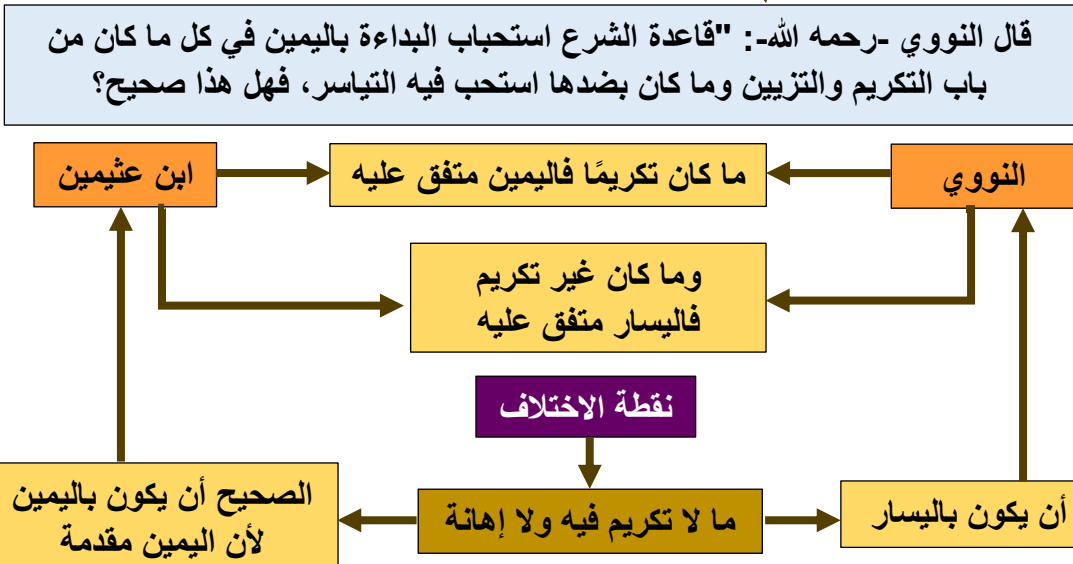 قال النووي -رحمه الله-: "قاعدة الشرع استحباب البداءة باليمين في كل ما كان من
باب التكريم والتزيين وما كان بضدها استحب فيه التياسر، فهل هذا صحيح؟
النووي
ما كان تكريمًا فاليمين متفق عليه
ابن عثيمين
وما كان غير تكريم
فاليسار متفق عليه
نقطة الاختلاف
أن يكون باليسار
ما لا تكريم فيه ولا إهانة
الصحيح أن يكون باليمين
لأن اليمين مقدمة